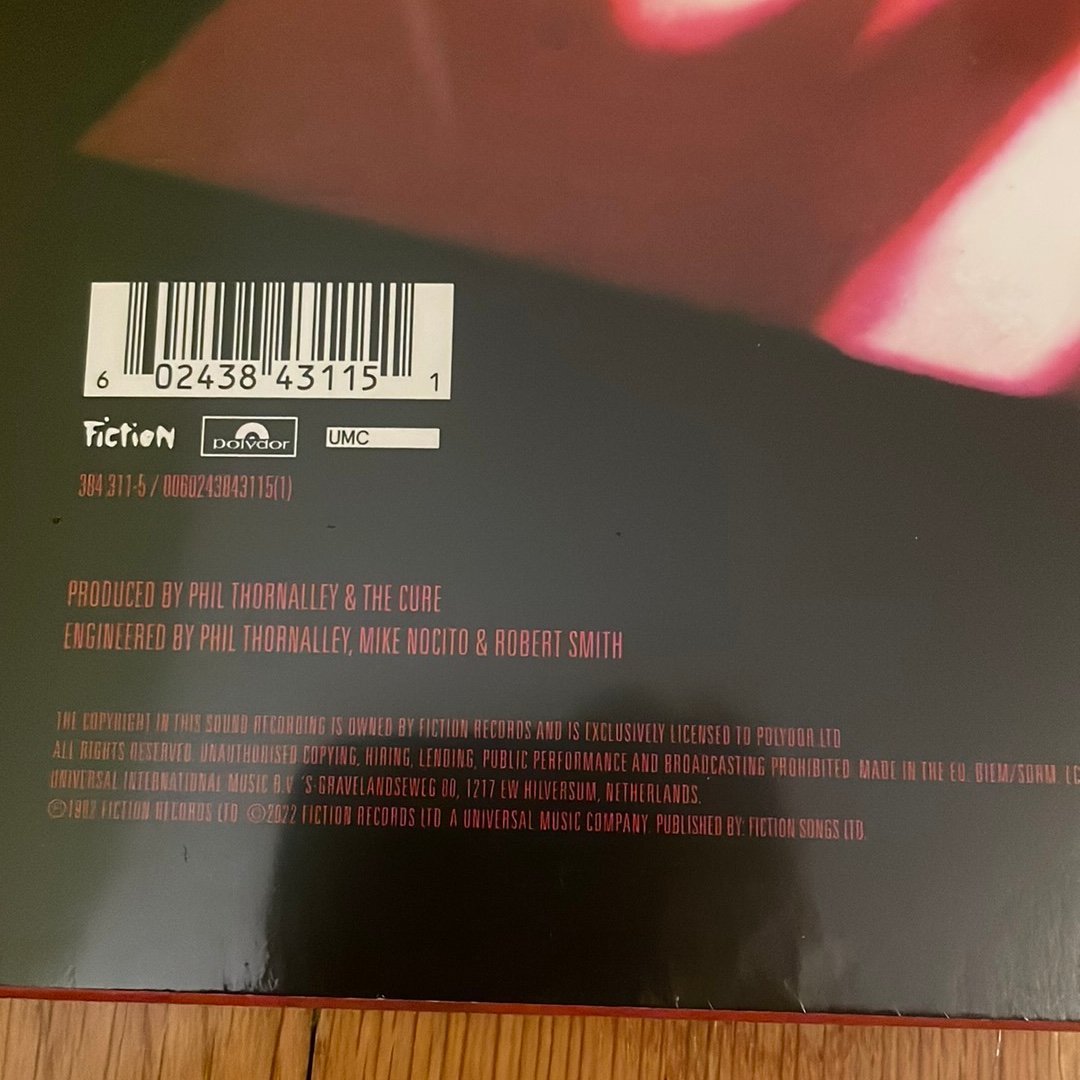 6 02438 43115 1
Fiction polydor UMC
384 311-5 / 0060243843115(1)
PRODUCED BY PHIL THORNALLEY & THE CURE
ENGINEERED BY PHIL THORNALLEY, MIKE NOCITO & ROBERT SMITH
THE COPYRIGHT IN THIS SOUND RECORDING IS OWNED BY FICTION RECORDS AND IS EXCLUSIVELY LICENSED TO POLYDOR LTD
ALL RIGHTS RESERVED. UNAUTHORISED COPYING, HIRING, LENDING, PUBLIC PERFORMANCE AND BROADCASTING PROHIBITED. MADE IN THE EU. BIEM/SDRM. LC
UNIVERSAL INTERNATIONAL MUSIC B.V. 'S-GRAVELANDSEWEG 80, 1217 EW HILVERSUM, NETHERLANDS.
©1982 FICTION RECORDS LTD ©2022 FICTION RECORDS LTD. A UNIVERSAL MUSIC COMPANY. PUBLISHED BY: FICTION SONGS LTD.